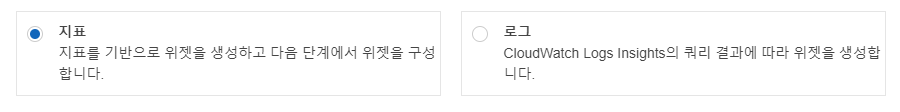 지표
지표를 기반으로 위젯을 생성하고 다음 단계에서 위젯을 구성
합니다.
로그
CloudWatch Logs Insights의 쿼리 결과에 따라 위젯을 생성합
니다.